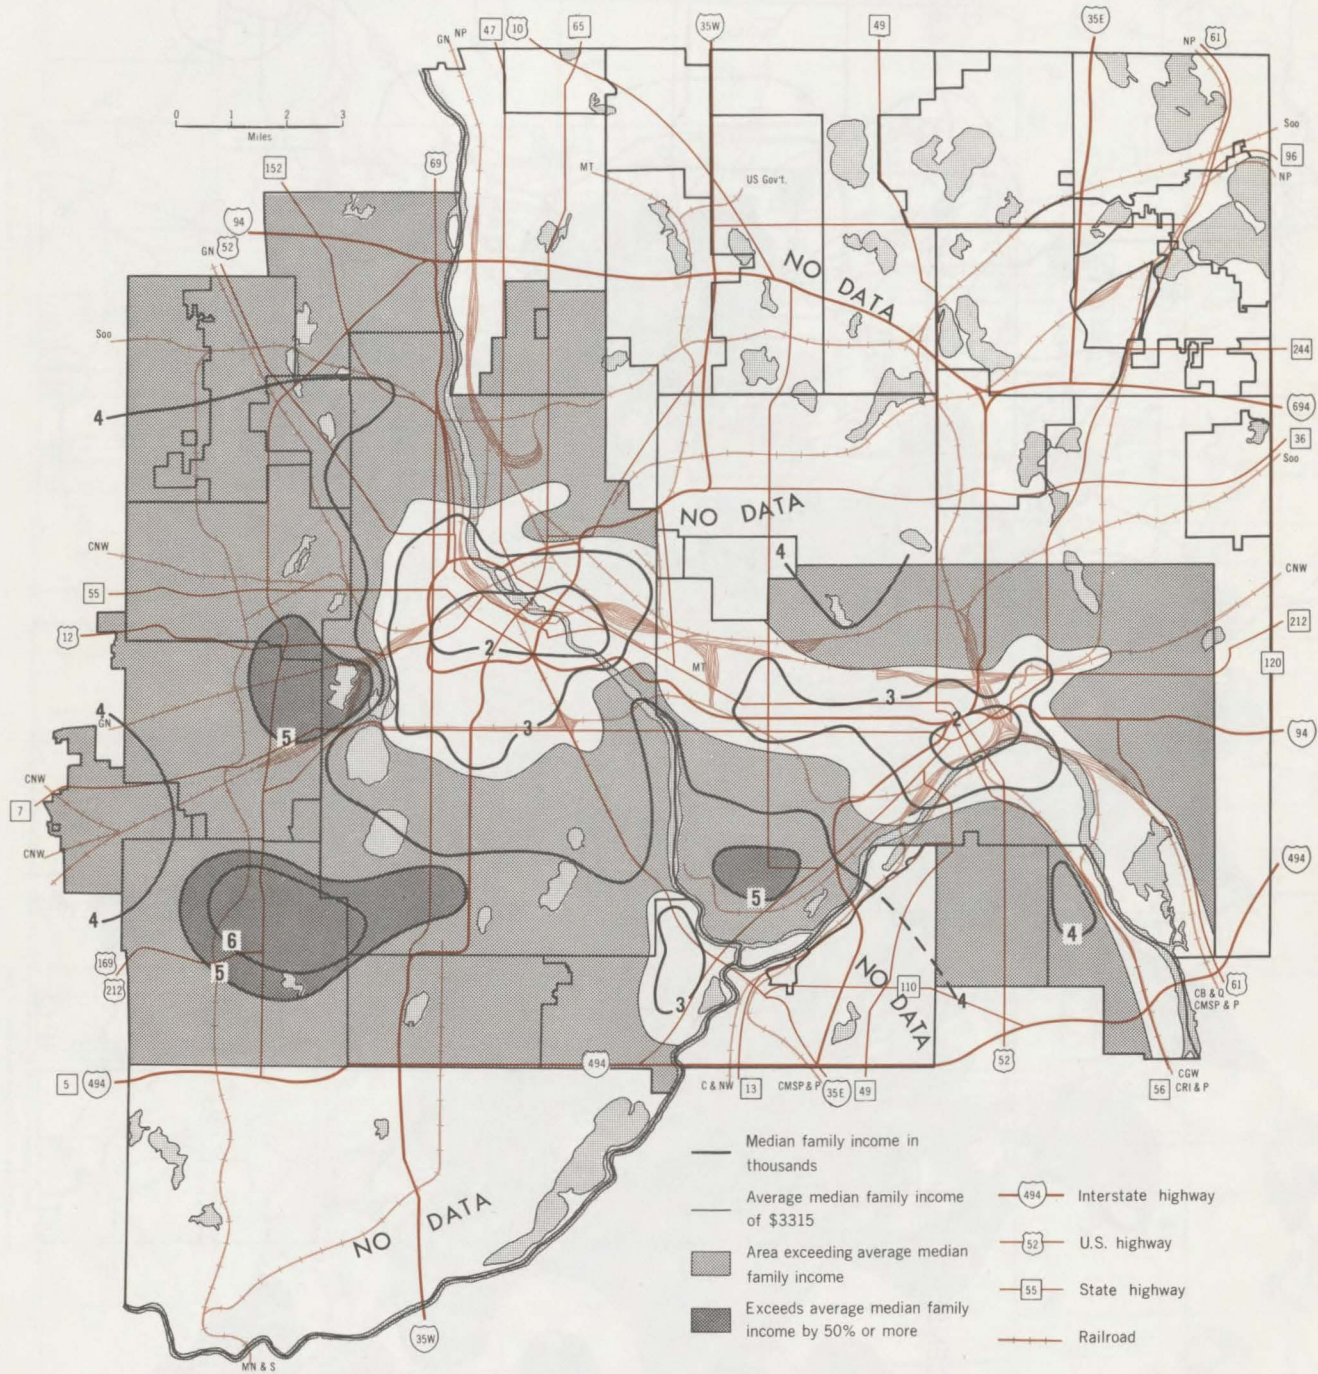 GN NP
47
10
65
35W
49
35E
NP
61
0 1 2 3
Miles
Soo
96
NP
152
69
MT
US Gov't.
94
GN
52
NO DATA
Soo
244
4
694
36
Soo
NO DATA
CNW
4
CNW
55
212
12
2
MT
120
4
GN
3
3
2
94
5
CNW
7
CNW
494
5
4
4
6
5
169
212
3
NO DATA
110
4
61
CB & Q
CMSP & P
5
494
494
52
C & NW
13
CMSP & P
35E
49
56
CGW
CRI & P
NO DATA
35W
MN & S
Median family income in
thousands
Average median family income
of $3315
Area exceeding average median
family income
Exceeds average median family
income by 50% or more
494
Interstate highway
52
U.S. highway
55
State highway
Railroad